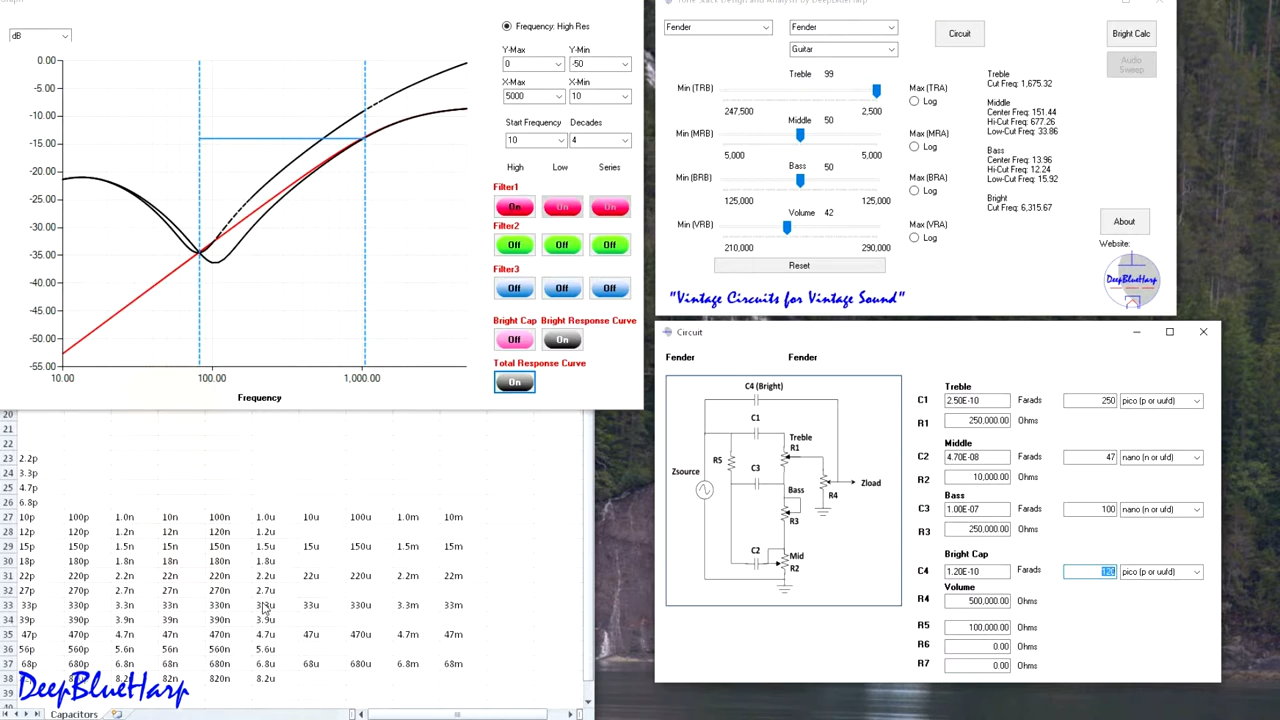 Graph
dB
0.00
-5.00
-10.00
-15.00
-20.00
-25.00
-30.00
-35.00
-40.00
-45.00
-50.00
-55.00
10.00 100.00 1,000.00
Frequency
Frequency: High Res
Y-Max Y-Min
0 -50
X-Max X-Min
5000 10
Start Frequency Decades
10 4
High Low Series
Filter1
On On On
Filter2
Off Off Off
Filter3
Off Off Off
Bright Cap Bright Response Curve
Off On
Total Response Curve
On
Tone Stack Design and Analysis by DeepBlueHarp
Fender Fender Circuit Bright Calc
Guitar
Audio Sweep
Treble 99
Min (TRB) Max (TRA)
Log
247,500 2,500
Middle 50
Min (MRB) Max (MRA)
Log
5,000 5,000
Bass 50
Min (BRB) Max (BRA)
Log
125,000 125,000
Volume 42
Min (VRB) Max (VRA)
Log
210,000 290,000
Reset
Treble
Cut Freq: 1,675.32
Middle
Center Freq: 151.44
Hi-Cut Freq: 677.26
Low-Cut Freq: 33.86
Bass
Center Freq: 13.96
Hi-Cut Freq: 12.24
Low-Cut Freq: 15.92
Bright
Cut Freq: 6,315.67
About
Website:
DeepBlueHarp
"Vintage Circuits for Vintage Sound"
Circuit
Fender Fender
C4 (Bright)
C1
Treble
R1
R5
C3
Zsource
Zload
R4
Bass
R3
C2
Mid
R2
Treble
C1 2.50E-10 Farads 250 pico (p or uufd)
R1 250,000.00 Ohms
Middle
C2 4.70E-08 Farads 47 nano (n or ufd)
R2 10,000.00 Ohms
Bass
C3 1.00E-07 Farads 100 nano (n or ufd)
R3 250,000.00 Ohms
Bright Cap
C4 1.20E-10 Farads 120 pico (p or uufd)
Volume
R4 500,000.00 Ohms
R5 100,000.00 Ohms
R6 0.00 Ohms
R7 0.00 Ohms
20
21
22
23 2.2p
24 3.3p
25 4.7p
26 6.8p
27 10p 100p 1.0n 10n 100n 1.0u 10u 100u 1.0m 10m
28 12p 120p 1.2n 12n 120n 1.2u
29 15p 150p 1.5n 15n 150n 1.5u 15u 150u 1.5m 15m
30 18p 180p 1.8n 18n 180n 1.8u
31 22p 220p 2.2n 22n 220n 2.2u 22u 220u 2.2m 22m
32 27p 270p 2.7n 27n 270n 2.7u
33 33p 330p 3.3n 33n 330n 3.3u 33u 330u 3.3m 33m
34 39p 390p 3.9n 39n 390n 3.9u
35 47p 470p 4.7n 47n 470n 4.7u 47u 470u 4.7m 47m
36 56p 560p 5.6n 56n 560n 5.6u
37 68p 680p 6.8n 68n 680n 6.8u 68u 680u 6.8m 68m
38 82n 820n 8.2u
39
DeepBlueHarp
Capacitors